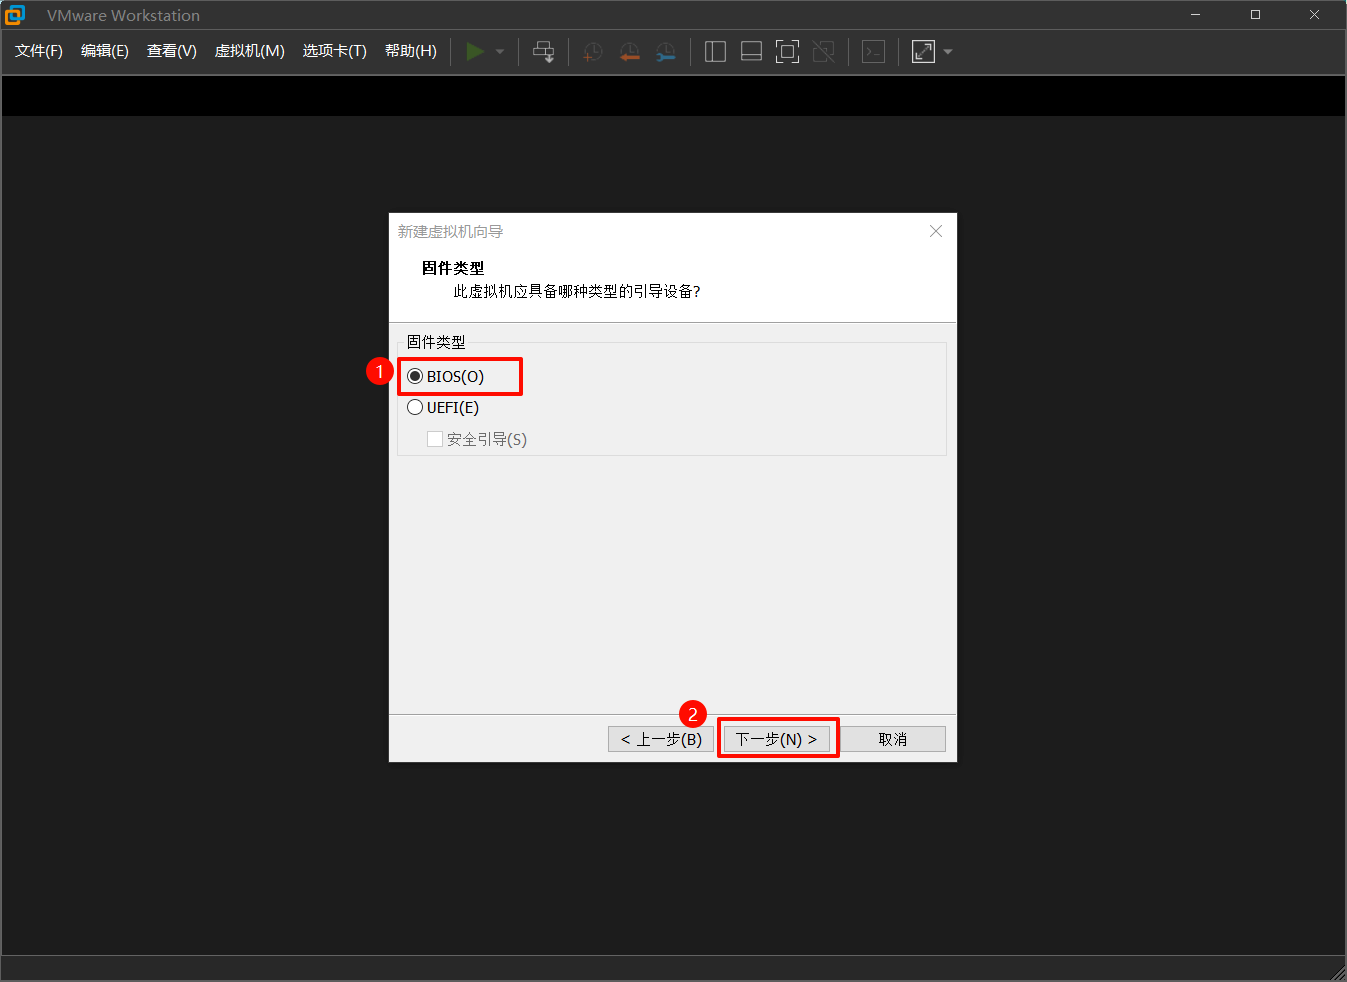 VMware Workstation
文件(F) 编辑(E) 查看(V) 虚拟机(M) 选项卡(T) 帮助(H)
新建虚拟机向导
固件类型
此虚拟机应具备哪种类型的引导设备?
固件类型
1 BIOS(O)
UEFI(E)
安全引导(S)
2
< 上一步(B) 下一步(N) > 取消